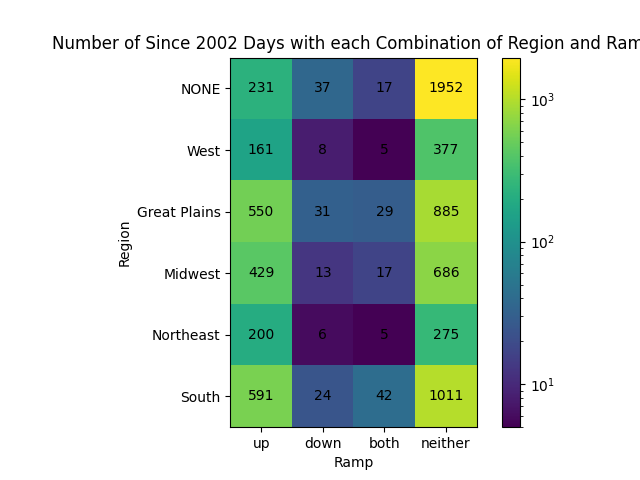 Number of Since 2002 Days with each Combination of Region and Ram
NONE 231 37 17 1952
West 161 8 5 377
Great Plains 550 31 29 885
Midwest 429 13 17 686
Northeast 200 6 5 275
South 591 24 42 1011
up down both neither
Ramp
Region
10³
10²
10¹